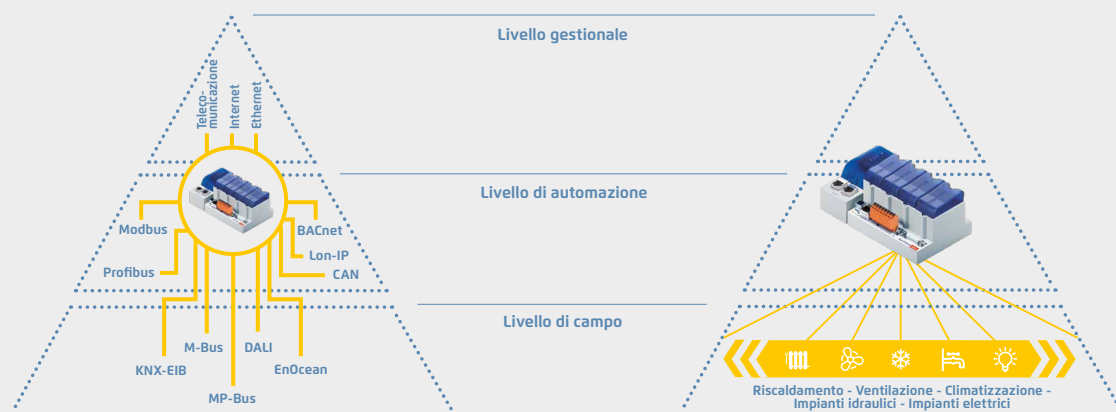 Livello gestionale
Teleco-
municazione
Internet
Ethernet
Livello di automazione
Modbus
BACnet
Lon-IP
Profibus
CAN
Livello di campo
M-Bus
DALI
KNX-EIB
EnOcean
MP-Bus
Riscaldamento - Ventilazione - Climatizzazione -
Impianti idraulici - Impianti elettrici